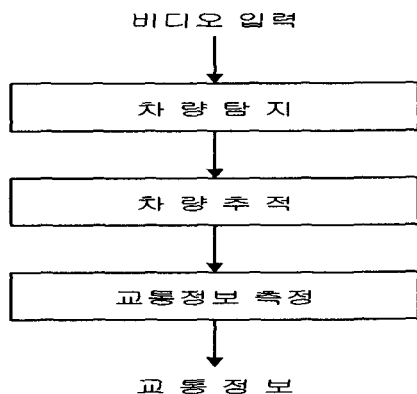 비디오 입력
차 량 탐 지
차 량 추 적
교통정보 측정
교 통 정 보